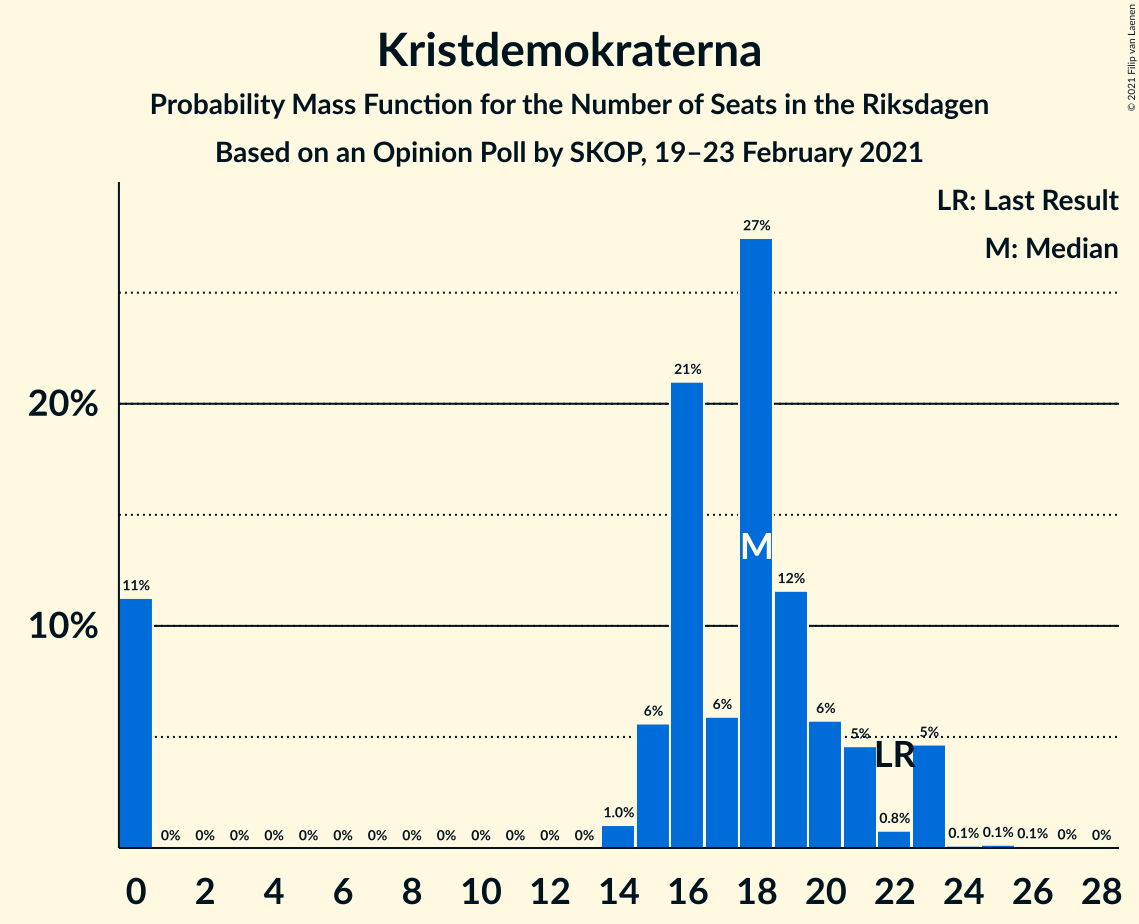 Kristdemokraterna
Probability Mass Function for the Number of Seats in the Riksdagen
Based on an Opinion Poll by SKOP, 19–23 February 2021
© 2021 Filip van Laenen
LR: Last Result
M: Median
27%
21%
20%
M
12%
11%
10%
6%
6%
6%
5%
LR
5%
1.0%
0.8%
0% 0% 0% 0% 0% 0% 0% 0% 0% 0% 0% 0% 0% 0.1% 0.1% 0.1% 0% 0%
0 2 4 6 8 10 12 14 16 18 20 22 24 26 28